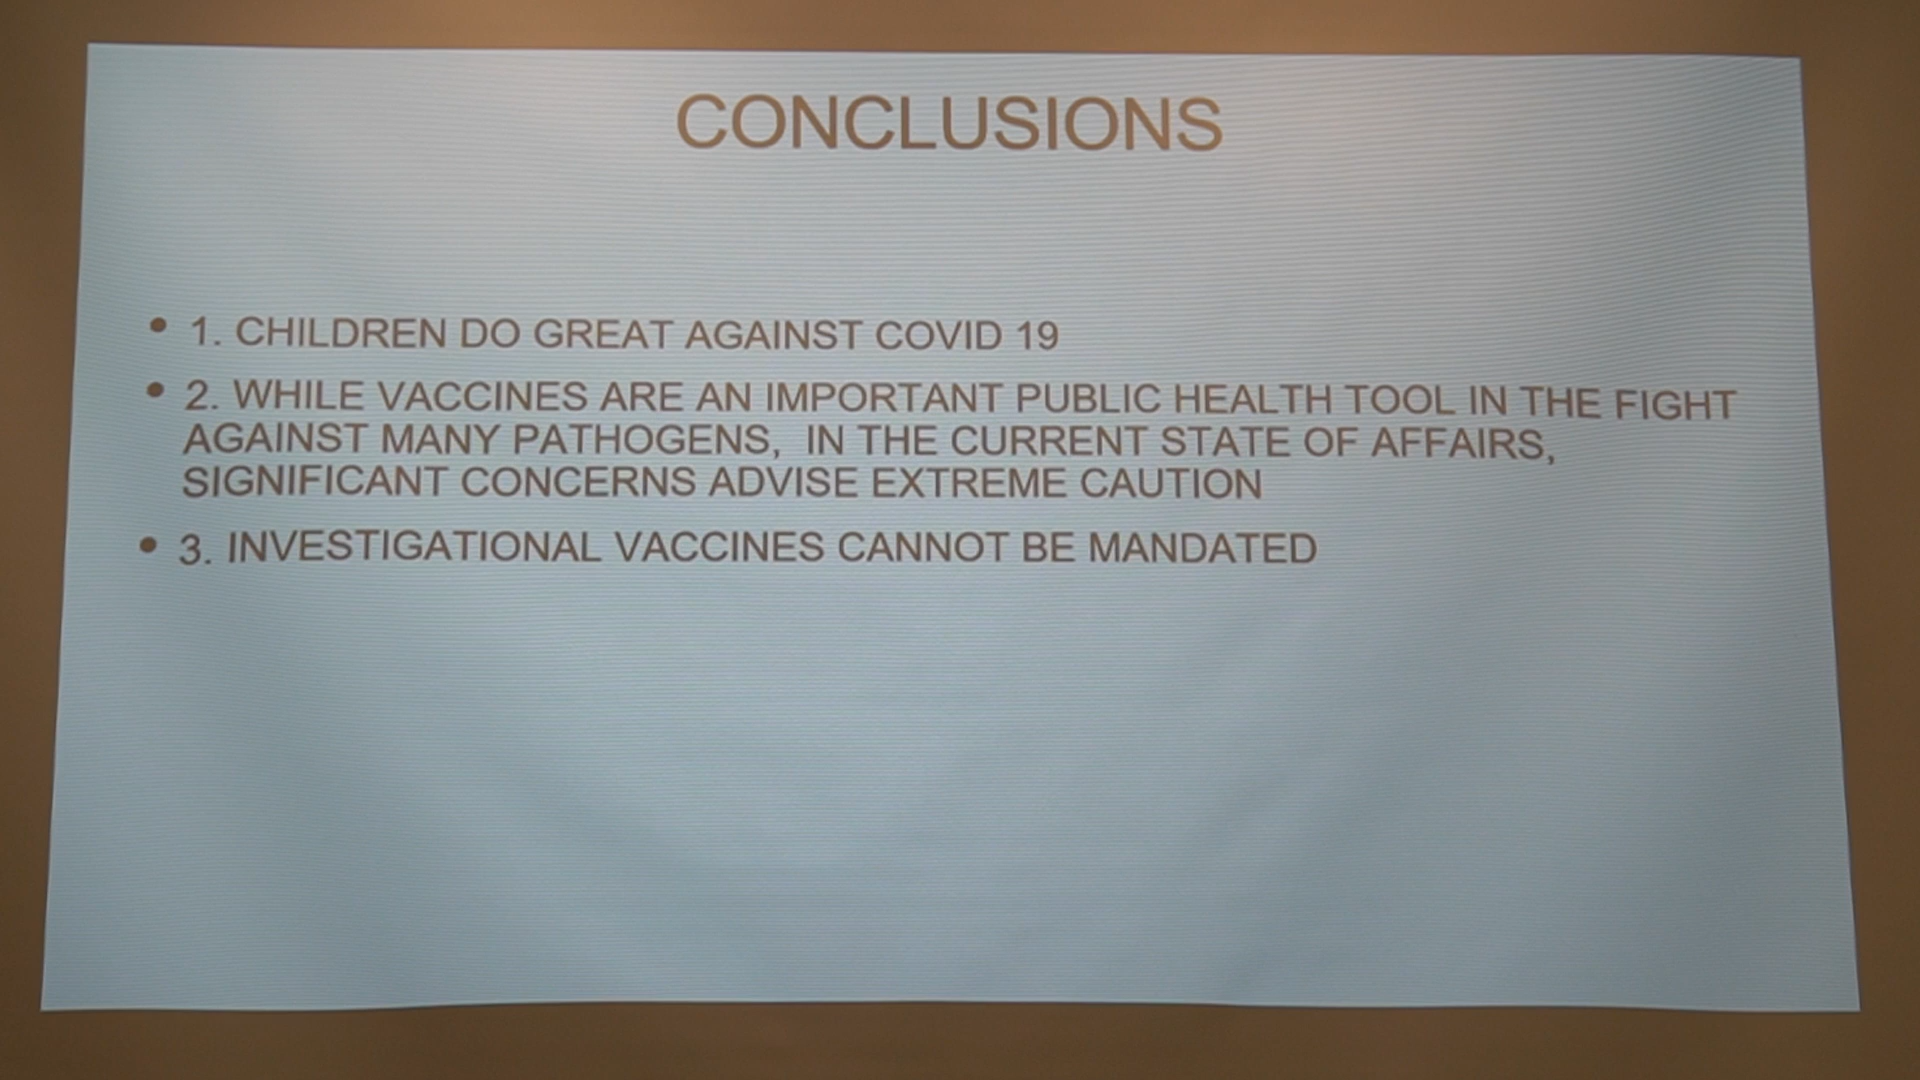 CONCLUSIONS
• 1. CHILDREN DO GREAT AGAINST COVID 19
• 2. WHILE VACCINES ARE AN IMPORTANT PUBLIC HEALTH TOOL IN THE FIGHT
AGAINST MANY PATHOGENS, IN THE CURRENT STATE OF AFFAIRS,
SIGNIFICANT CONCERNS ADVISE EXTREME CAUTION
• 3. INVESTIGATIONAL VACCINES CANNOT BE MANDATED